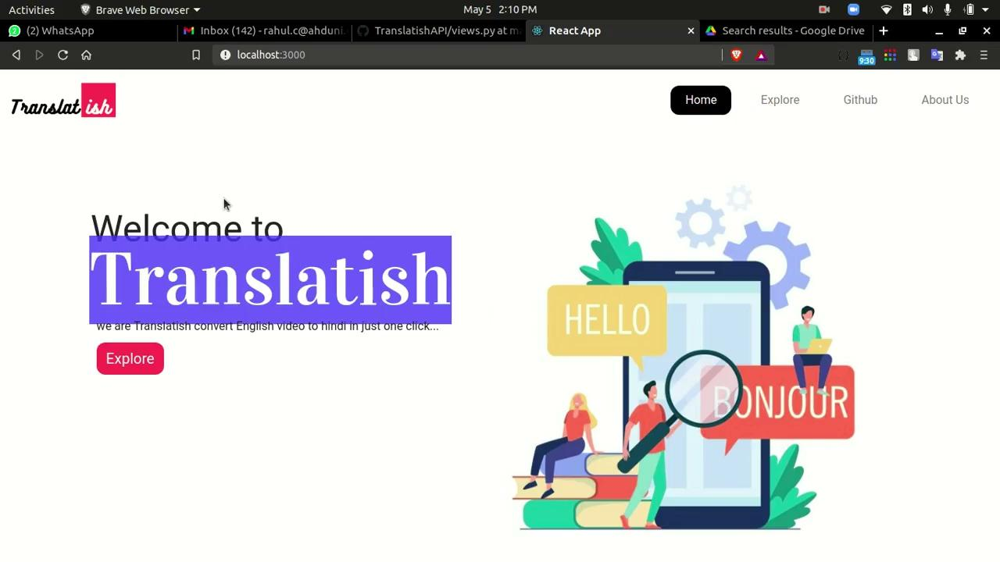 Activities
Brave Web Browser
May 5 2:10 PM
(2) WhatsApp
Inbox (142) - rahul.c@ahduni.
TranslatishAPI/views.py at ma
React App
Search results - Google Drive
localhost:3000
9:30
Translatish
Home
Explore
Github
About Us
Welcome to
Translatish
we are Translatish convert English video to hindi in just one click...
Explore
HELLO
BONJOUR